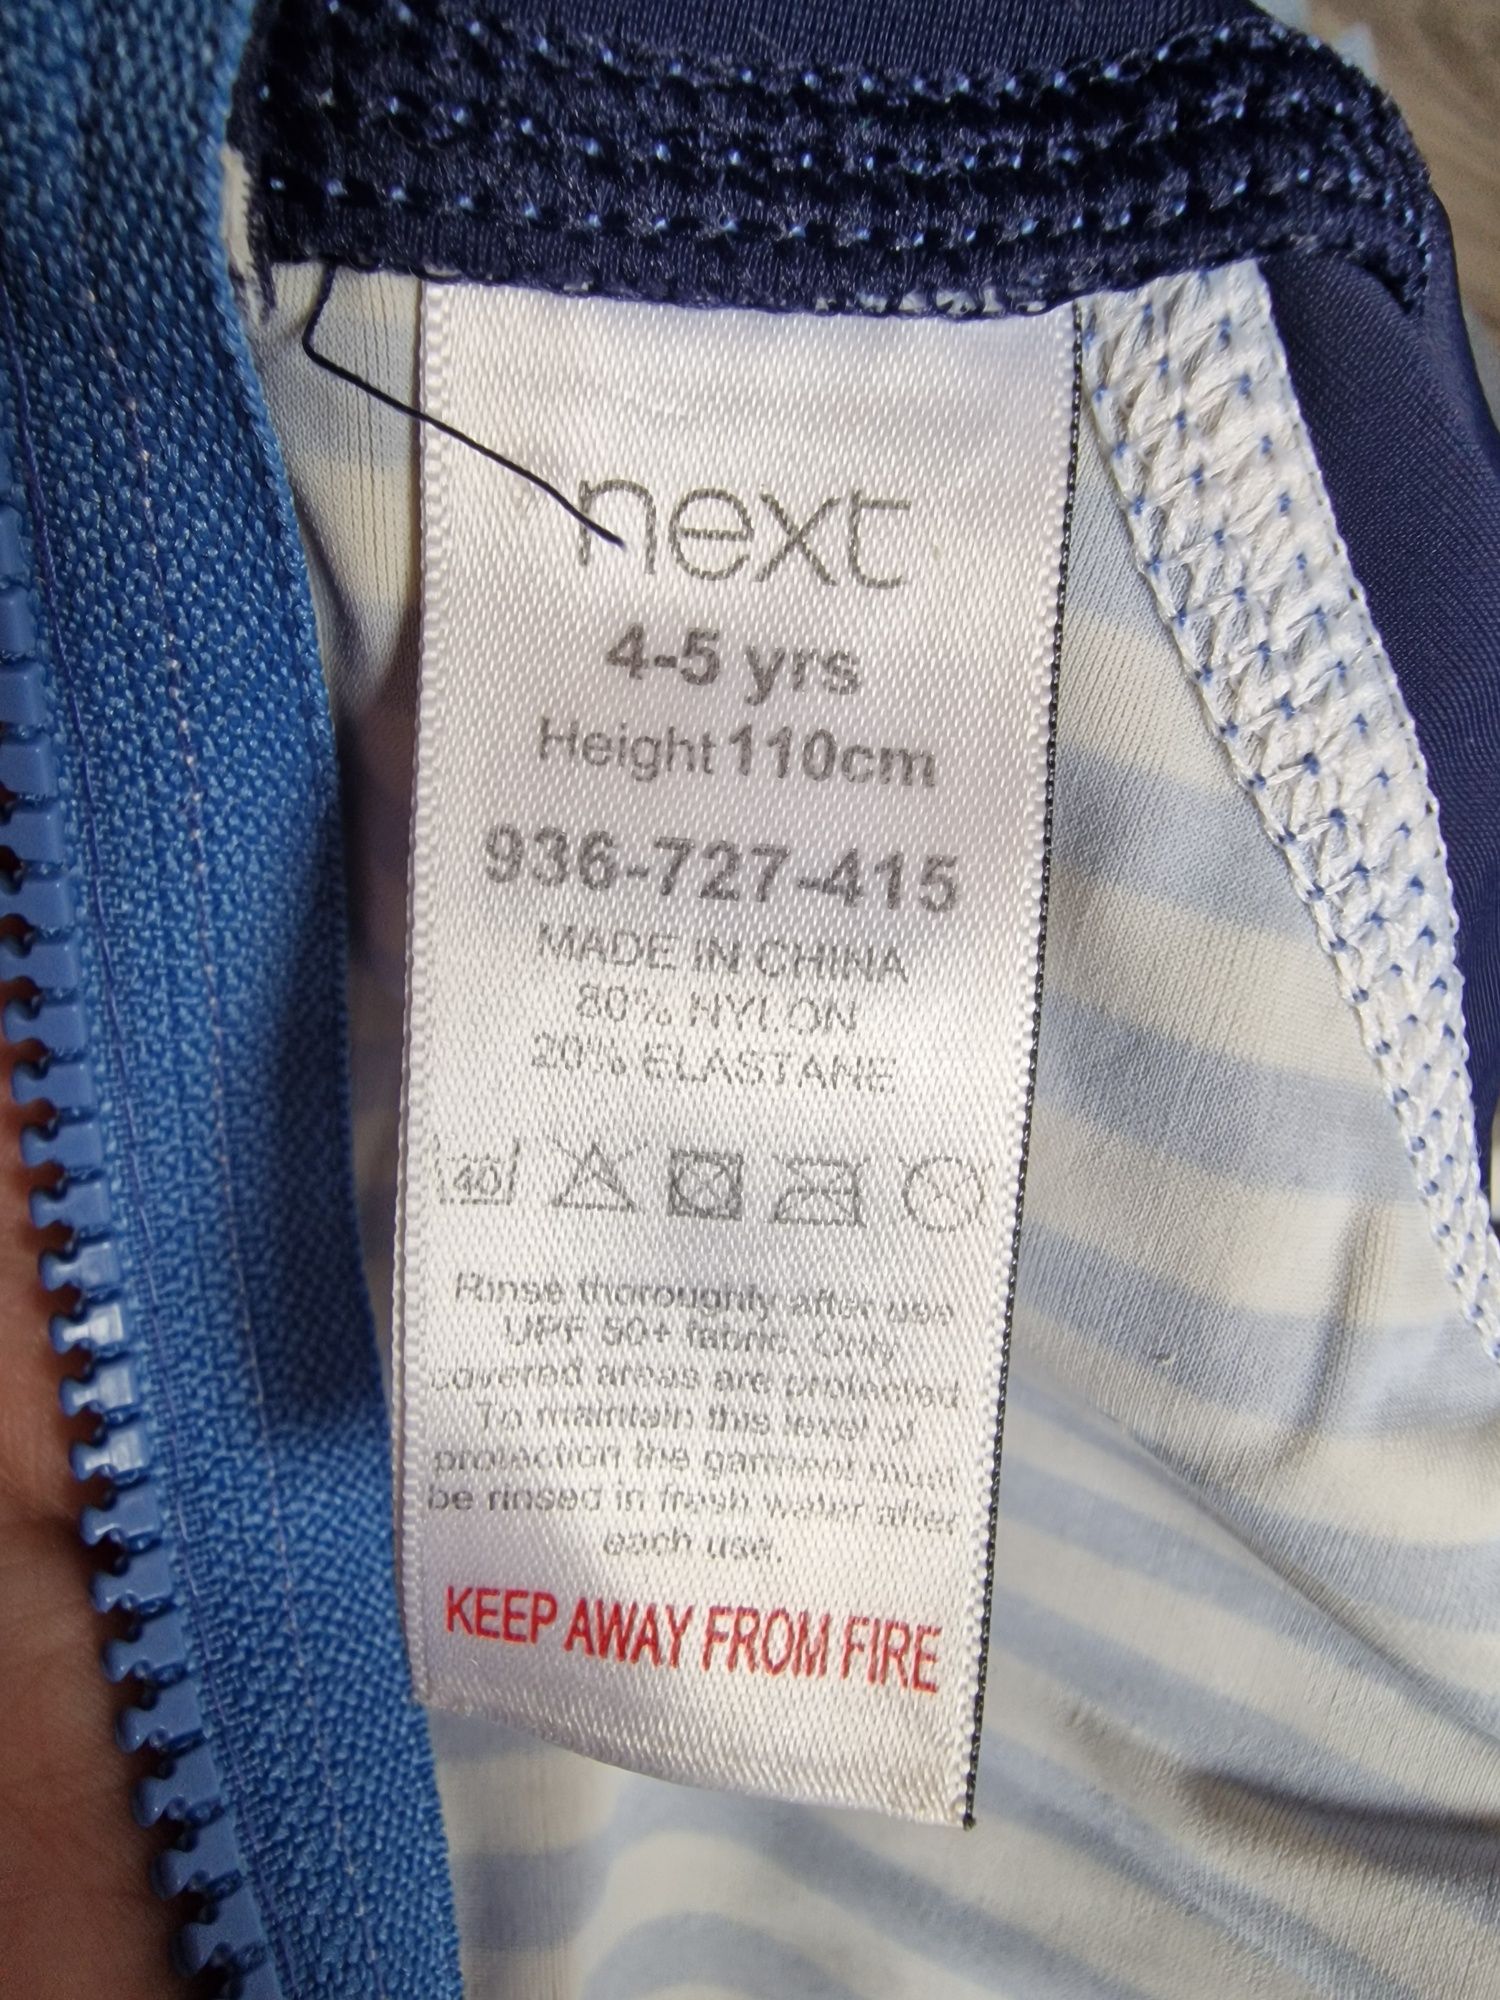 next
4-5 yrs
Height 110cm
936-727-415
MADE IN CHINA
80% NYLON
20% ELASTANE
40
Rinse thoroughly after use
UPF 50+ fabric. Only
covered areas are protected
To maintain this level of
protection the garment must
be rinsed in fresh water after
each use.
KEEP AWAY FROM FIRE